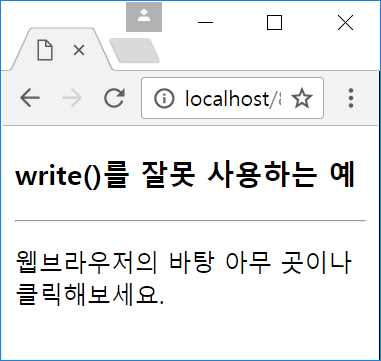 localhost/8
write()를 잘못 사용하는 예
웹브라우저의 바탕 아무 곳이나
클릭해보세요.